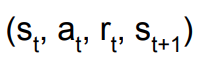 (sₜ, aₜ, rₜ, sₜ₊₁)